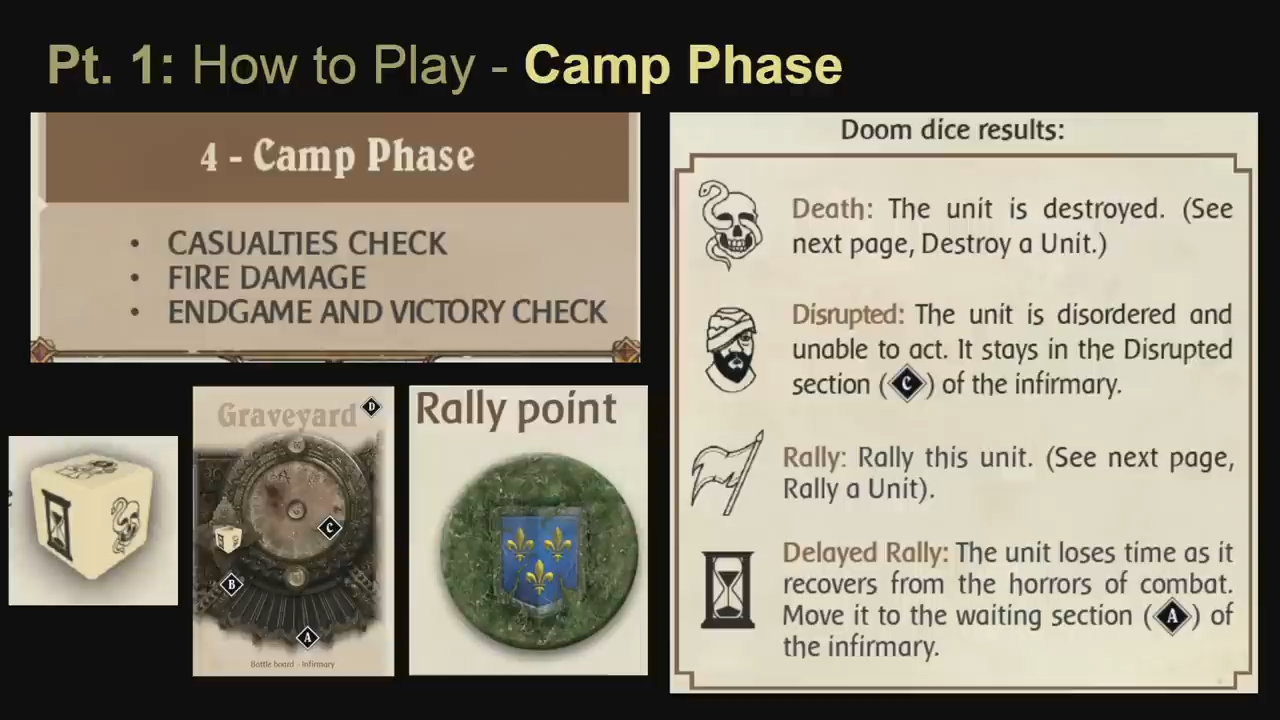 Pt. 1: How to Play - Camp Phase
4 - Camp Phase
• CASUALTIES CHECK
• FIRE DAMAGE
• ENDGAME AND VICTORY CHECK
e
Graveyard D
C
B
A
Battle board - Infirmary
Rally point
Doom dice results:
Death: The unit is destroyed. (See
next page, Destroy a Unit.)
Disrupted: The unit is disordered and
unable to act. It stays in the Disrupted
section (C) of the infirmary.
Rally: Rally this unit. (See next page,
Rally a Unit).
Delayed Rally: The unit loses time as it
recovers from the horrors of combat.
Move it to the waiting section (A) of
the infirmary.